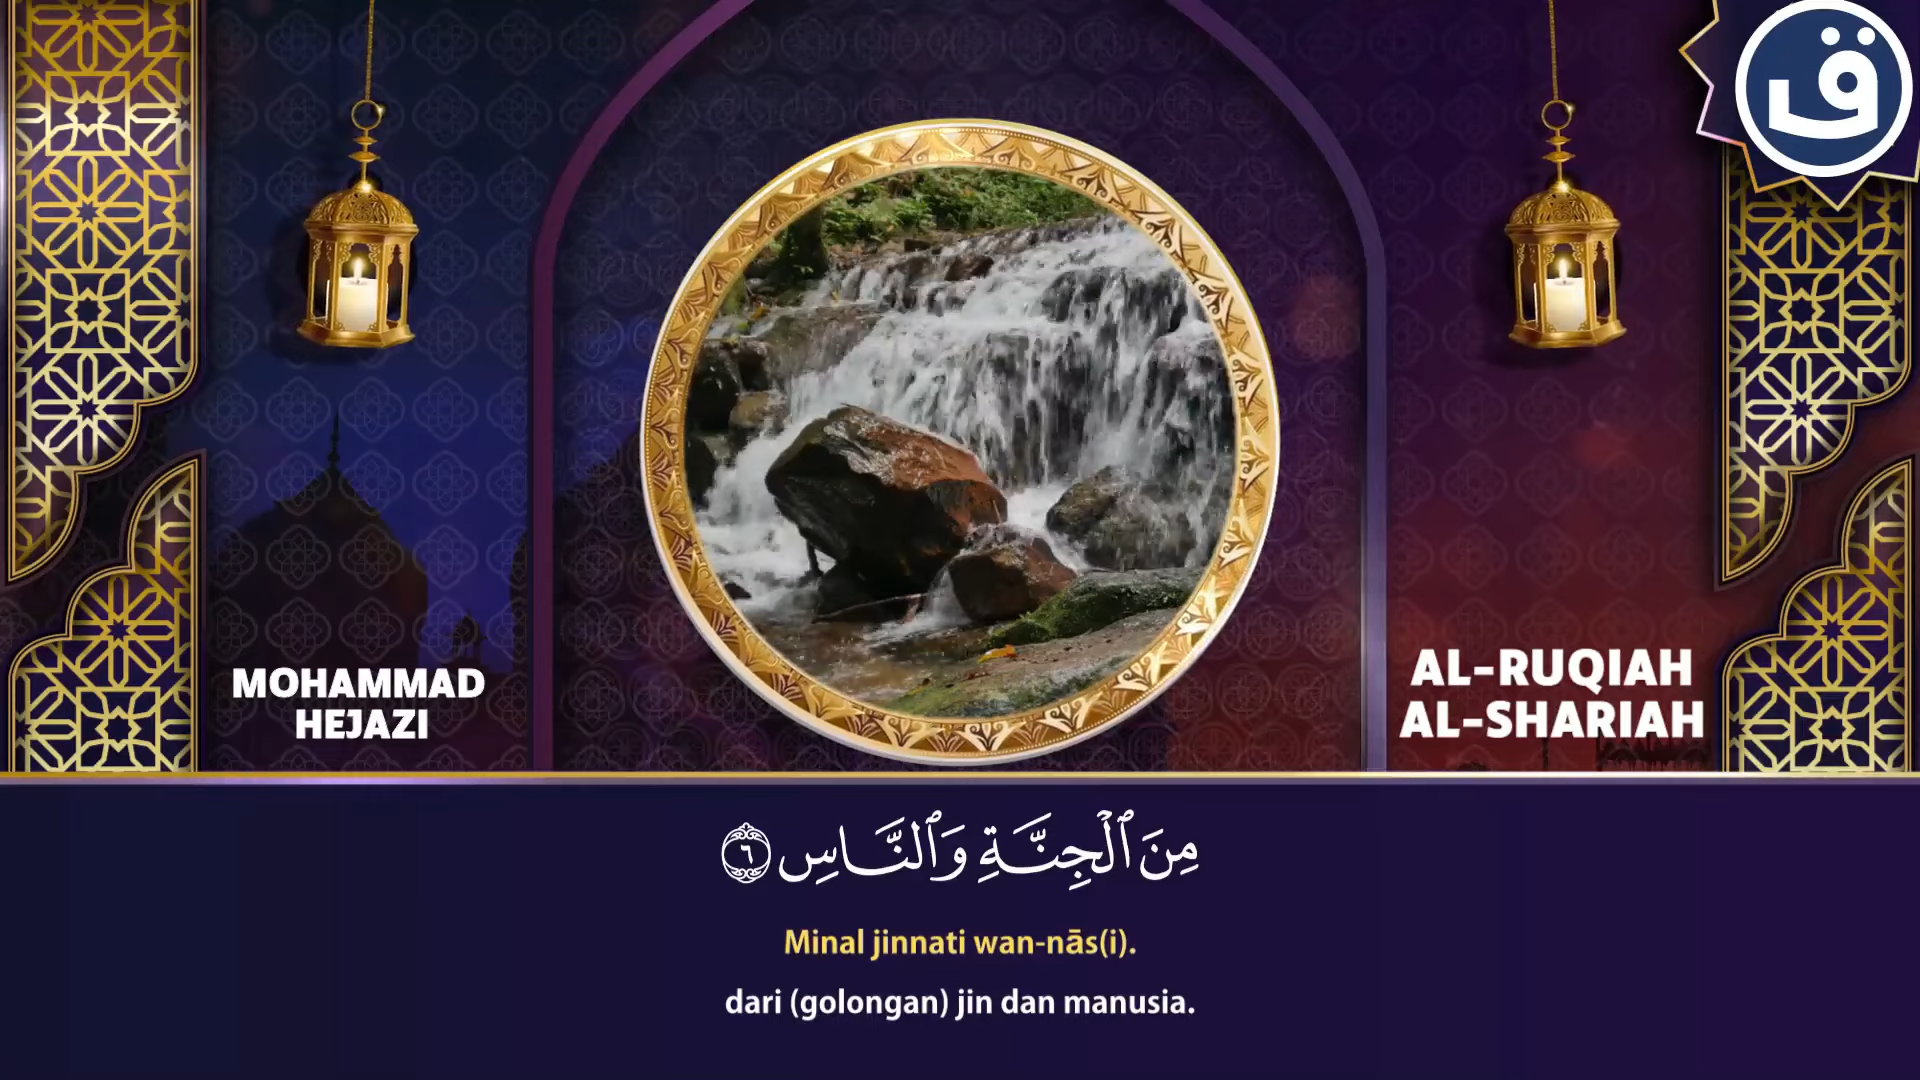 ق
MOHAMMAD
HEJAZI
AL-RUQIAH
AL-SHARIAH
مِنَ ٱلْجِنَّةِ وَٱلنَّاسِ ٦
Minal jinnati wan-nās(i).
dari (golongan) jin dan manusia.